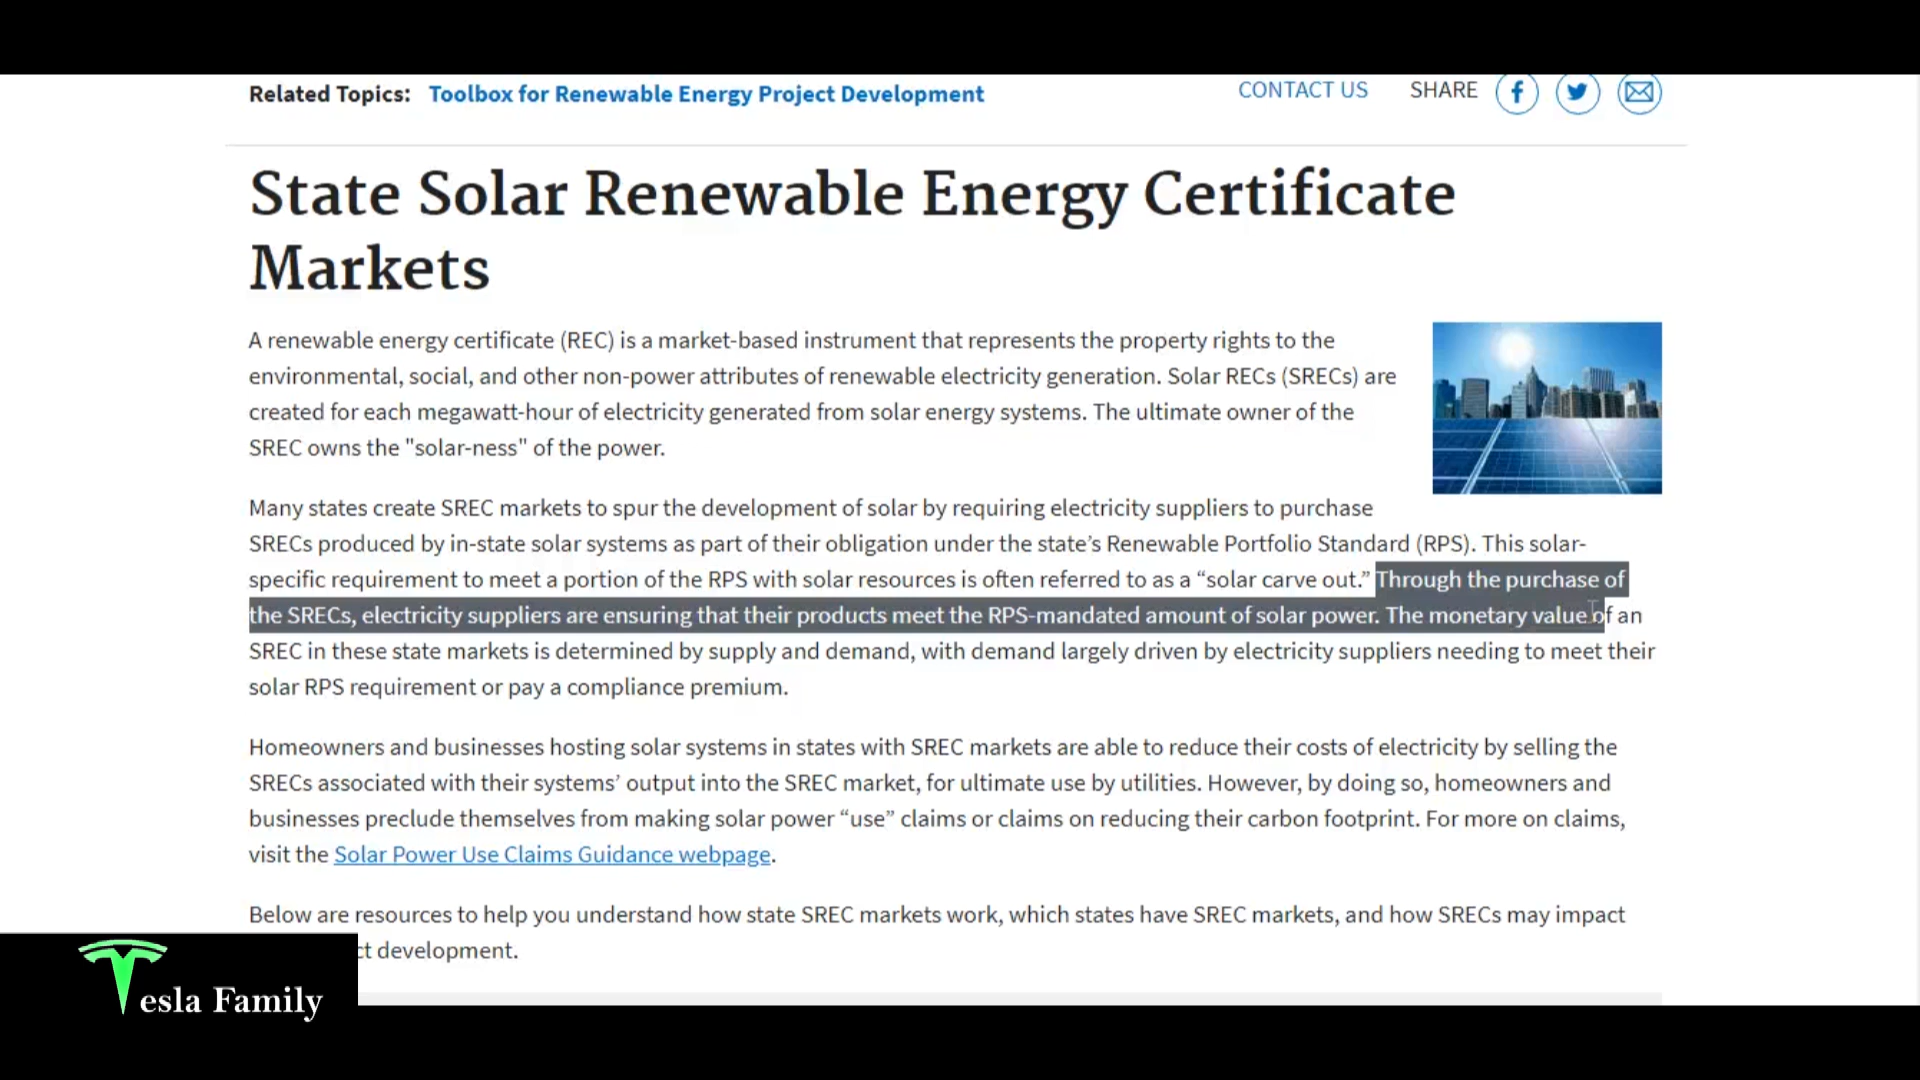 Related Topics: Toolbox for Renewable Energy Project Development
CONTACT US SHARE
State Solar Renewable Energy Certificate
Markets
A renewable energy certificate (REC) is a market-based instrument that represents the property rights to the
environmental, social, and other non-power attributes of renewable electricity generation. Solar RECs (SRECs) are
created for each megawatt-hour of electricity generated from solar energy systems. The ultimate owner of the
SREC owns the "solar-ness" of the power.
Many states create SREC markets to spur the development of solar by requiring electricity suppliers to purchase
SRECs produced by in-state solar systems as part of their obligation under the state’s Renewable Portfolio Standard (RPS). This solar-
specific requirement to meet a portion of the RPS with solar resources is often referred to as a “solar carve out.” Through the purchase of
the SRECs, electricity suppliers are ensuring that their products meet the RPS-mandated amount of solar power. The monetary value of an
SREC in these state markets is determined by supply and demand, with demand largely driven by electricity suppliers needing to meet their
solar RPS requirement or pay a compliance premium.
Homeowners and businesses hosting solar systems in states with SREC markets are able to reduce their costs of electricity by selling the
SRECs associated with their systems’ output into the SREC market, for ultimate use by utilities. However, by doing so, homeowners and
businesses preclude themselves from making solar power “use” claims or claims on reducing their carbon footprint. For more on claims,
visit the Solar Power Use Claims Guidance webpage.
Below are resources to help you understand how state SREC markets work, which states have SREC markets, and how SRECs may impact
ct development.
Tesla Family